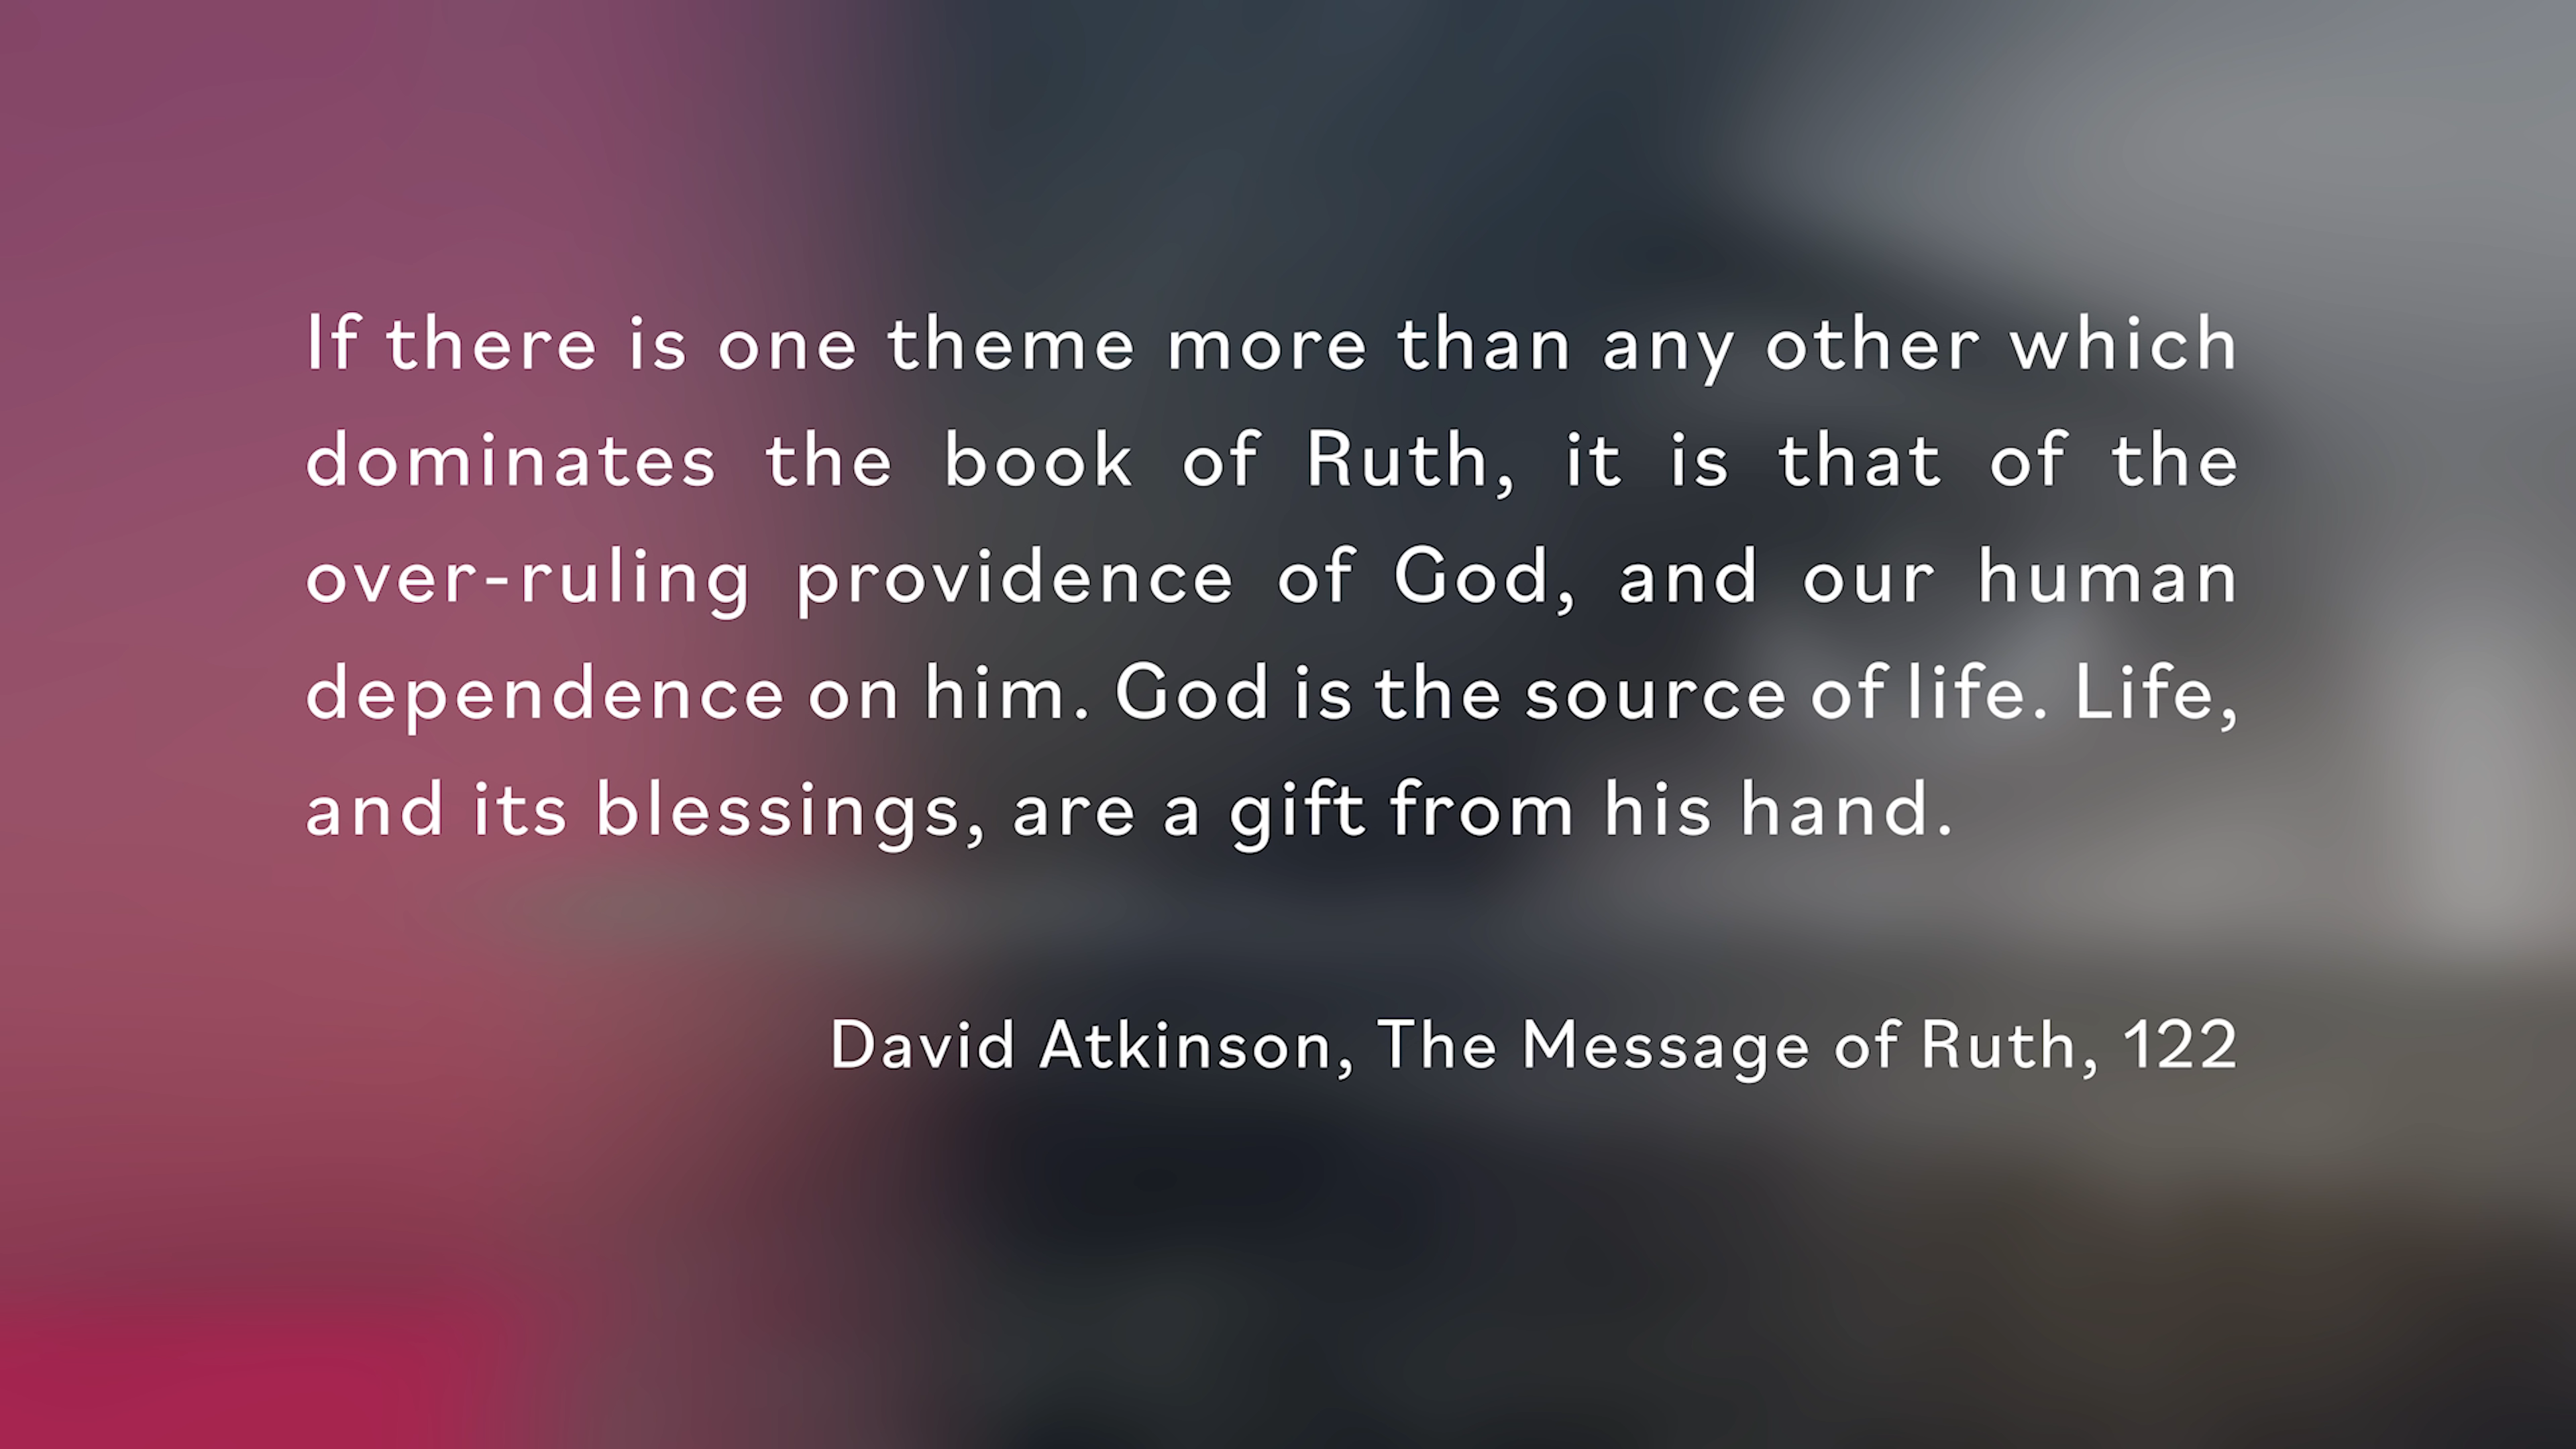 If there is one theme more than any other which
dominates the book of Ruth, it is that of the
over-ruling providence of God, and our human
dependence on him. God is the source of life. Life,
and its blessings, are a gift from his hand.
David Atkinson, The Message of Ruth, 122